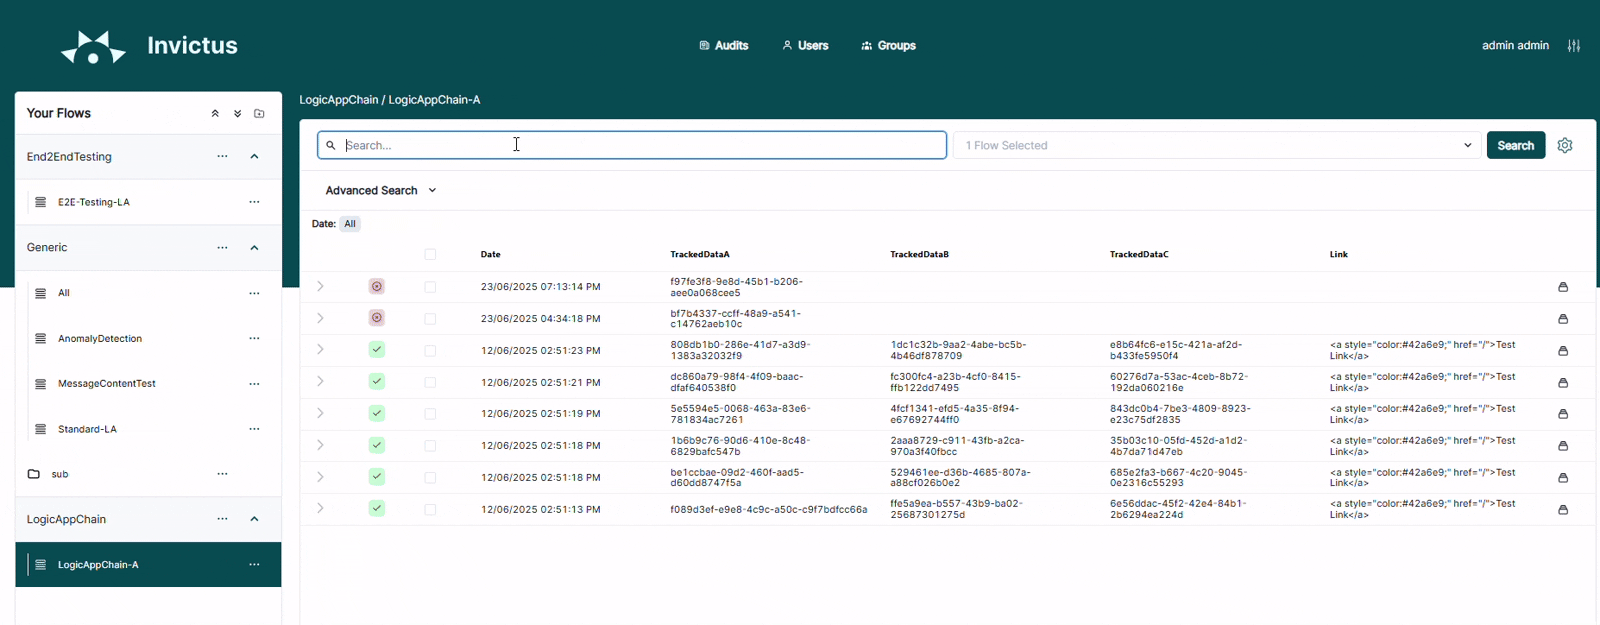 Invictus
Audits Users Groups
admin admin
Your Flows
End2EndTesting
E2E-Testing-LA
Generic
All
AnomalyDetection
MessageContentTest
Standard-LA
sub
LogicAppChain
LogicAppChain-A
LogicAppChain / LogicAppChain-A
Search...
1 Flow Selected
Search
Advanced Search
Date: All
Date TrackedDataA TrackedDataB TrackedDataC Link
23/06/2025 07:13:14 PM f97fe3f8-9e8d-45b1-b206-
aee0a068cee5
23/06/2025 04:34:18 PM bf7b4337-ccff-48a9-a541-
c14762aeb10c
12/06/2025 02:51:23 PM 808db1b0-286e-41d7-a3d9- 1dc1c32b-9aa2-4abe-bc5b- e8b64fc6-e15c-421a-af2d- <a style="color:#42a6e9;" href="/">Test
1383a32032f9 4b46df878709 b433fe5950f4 Link</a>
12/06/2025 02:51:21 PM dc860a79-98f4-4f09-baac- fc300fc4-a23b-4cf0-8415- 60276d7a-53ac-4ceb-8b72- <a style="color:#42a6e9;" href="/">Test
dfaf640538f0 ffb122dd7495 192da060216e Link</a>
12/06/2025 02:51:19 PM 5e5594e5-0068-463a-83e6- 4fcf1341-efd5-4a35-8f94- 843dc0b4-7be3-4809-8923- <a style="color:#42a6e9;" href="/">Test
781834ac7261 e67692744ff0 e23c75df2835 Link</a>
12/06/2025 02:51:18 PM 1b6b9c76-90d6-410e-8c48- 2aaa8729-c911-43fb-a2ca- 35b03c10-05fd-452d-a1d2- <a style="color:#42a6e9;" href="/">Test
6829bafc547b 970a3f40fbcc 4b7da71d47eb Link</a>
12/06/2025 02:51:18 PM be1ccbae-09d2-460f-aad5- 529461ee-d36b-4685-807a- 685e2fa3-b667-4c20-9045- <a style="color:#42a6e9;" href="/">Test
d60dd8747f5a a88cf026b0e2 0e2316c55293 Link</a>
12/06/2025 02:51:13 PM f089d3ef-e9e8-4c9c-a50c-c9f7bdfcc66a ffe5a9ea-b557-43b9-ba02- 6e56ddac-45f2-42e4-84b1- <a style="color:#42a6e9;" href="/">Test
25687301275d 2b6294ea224d Link</a>